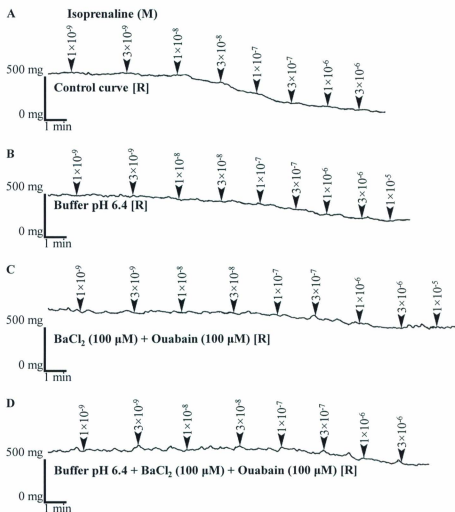 A Isoprenaline (M)
1×10⁻⁹ 3×10⁻⁹ 1×10⁻⁸ 3×10⁻⁸ 1×10⁻⁷ 3×10⁻⁷ 1×10⁻⁶ 3×10⁻⁶
500 mg
Control curve [R]
0 mg
1 min
B
1×10⁻⁹ 3×10⁻⁹ 1×10⁻⁸ 3×10⁻⁸ 1×10⁻⁷ 3×10⁻⁷ 1×10⁻⁶ 3×10⁻⁶ 1×10⁻⁵
500 mg
Buffer pH 6.4 [R]
0 mg
1 min
C
1×10⁻⁹ 3×10⁻⁹ 1×10⁻⁸ 3×10⁻⁸ 1×10⁻⁷ 3×10⁻⁷ 1×10⁻⁶ 3×10⁻⁶ 1×10⁻⁵
500 mg
BaCl₂ (100 µM) + Ouabain (100 µM) [R]
0 mg
1 min
D
1×10⁻⁹ 3×10⁻⁹ 1×10⁻⁸ 3×10⁻⁸ 1×10⁻⁷ 3×10⁻⁷ 1×10⁻⁶ 3×10⁻⁶
500 mg
Buffer pH 6.4 + BaCl₂ (100 µM) + Ouabain (100 µM) [R]
0 mg
1 min